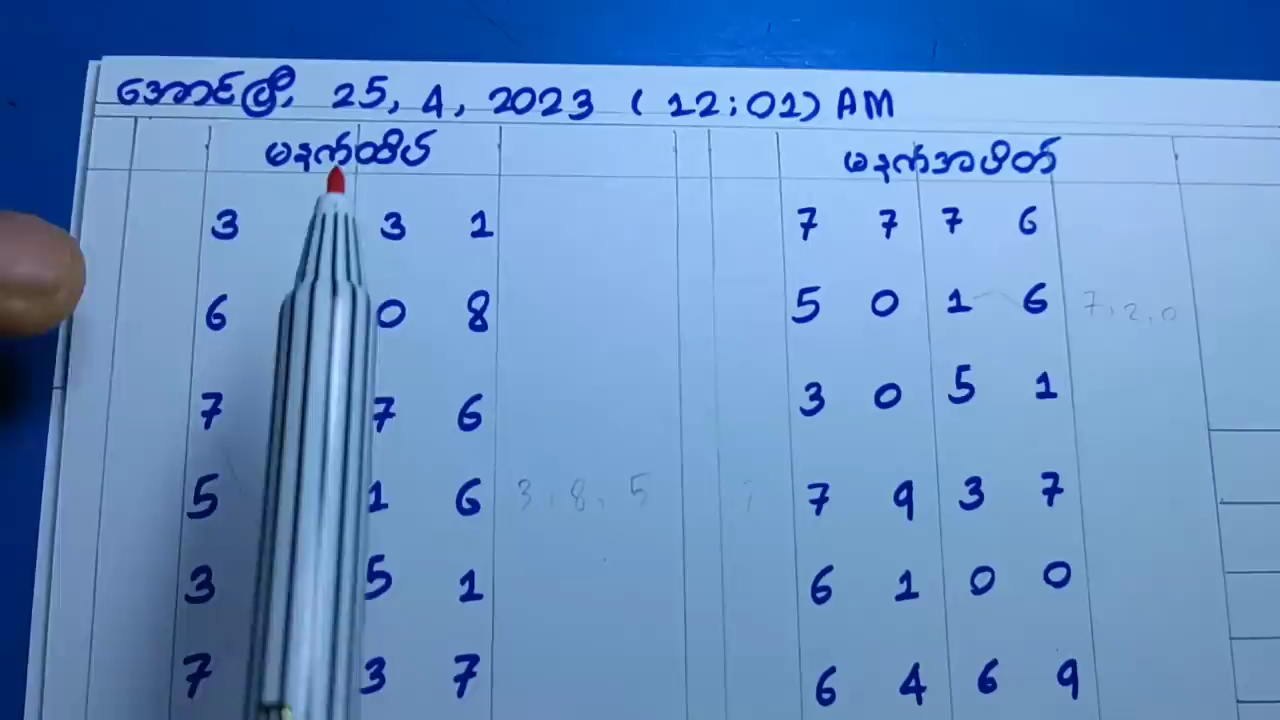 အောင်ဗြီ, 25, 4, 2023 (12:01) AM
မနက်ထိပ် မနက်အပိတ်
3 3 1 7 7 7 6
6 0 8 5 0 1 6 7, 2, 0
7 7 6 3 0 5 1
5 1 6 3, 8, 5 7 9 3 7
3 5 1 6 1 0 0
7 3 7 6 4 6 9